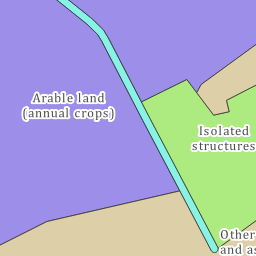 Arable land
(annual crops)
Isolated
structures
Other
and as